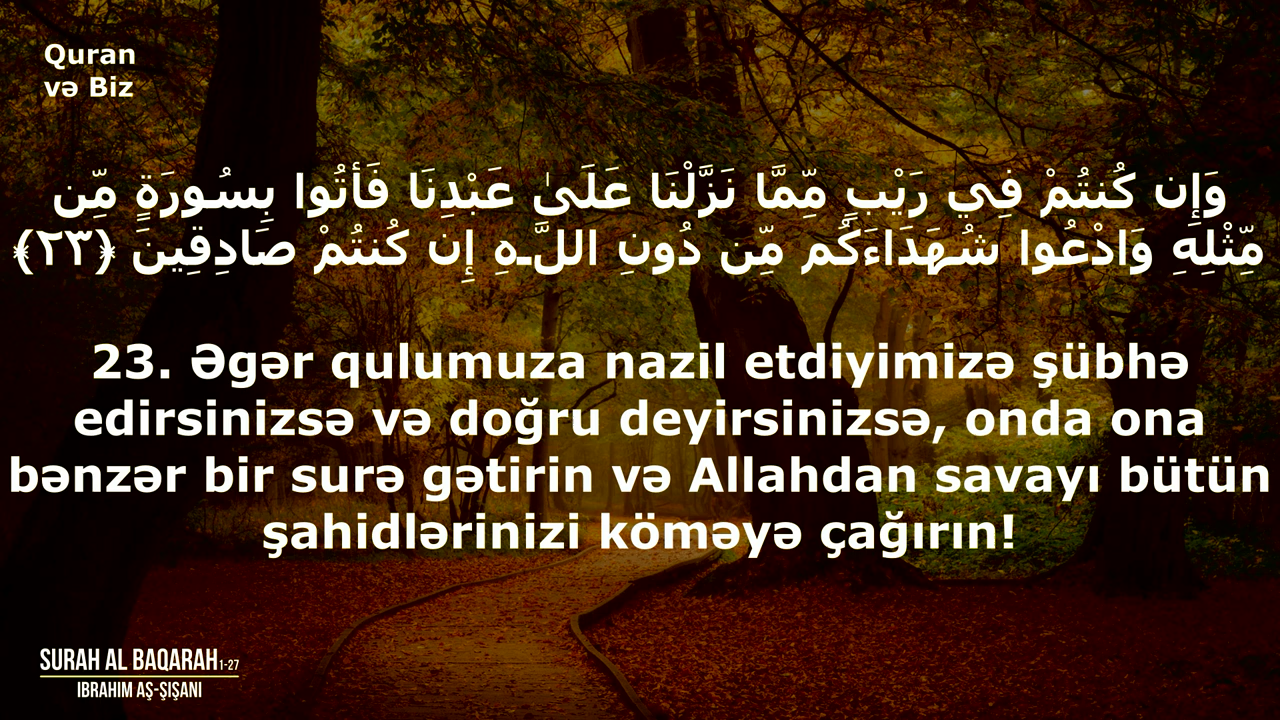 Quran
və Biz
وَإِن كُنتُمْ فِي رَيْبٍ مِّمَّا نَزَّلْنَا عَلَىٰ عَبْدِنَا فَأْتُوا بِسُورَةٍ مِّن
مِّثْلِهِ وَادْعُوا شُهَدَاءَكُم مِّن دُونِ اللَّـهِ إِن كُنتُمْ صَادِقِينَ ﴿٢٣﴾
23. Əgər qulumuza nazil etdiyimizə şübhə
edirsinizsə və doğru deyirsinizsə, onda ona
bənzər bir surə gətirin və Allahdan savayı bütün
şahidlərinizi köməyə çağırın!
SURAH AL BAQARAH 1-27
IBRAHIM AŞ-ŞIŞANI